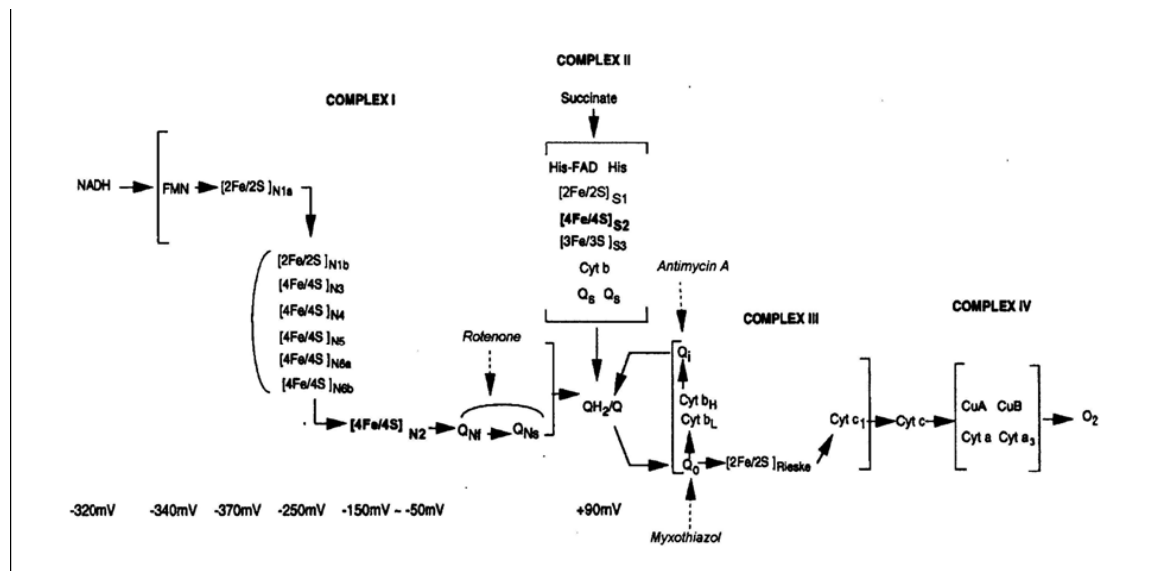 COMPLEX II
COMPLEX I
Succinate
NADH
FMN
[2Fe/2S]N1a
His-FAD His
[2Fe/2S]S1
[4Fe/4S]S2
[3Fe/3S]S3
Cyt b
Qs Qs
[2Fe/2S]N1b
[4Fe/4S]N3
[4Fe/4S]N4
[4Fe/4S]N5
[4Fe/4S]N6a
[4Fe/4S]N6b
Rotenone
Antimycin A
COMPLEX III
COMPLEX IV
[4Fe/4S] N2
QNf
QNs
QH2/Q
Qi
Cyt bH
Cyt bL
Qo
[2Fe/2S]Rieske
Cyt c1
Cyt c
CuA CuB
Cyt a Cyt a3
O2
-320mV -340mV -370mV -250mV -150mV ~ -50mV +90mV
Myxothiazol